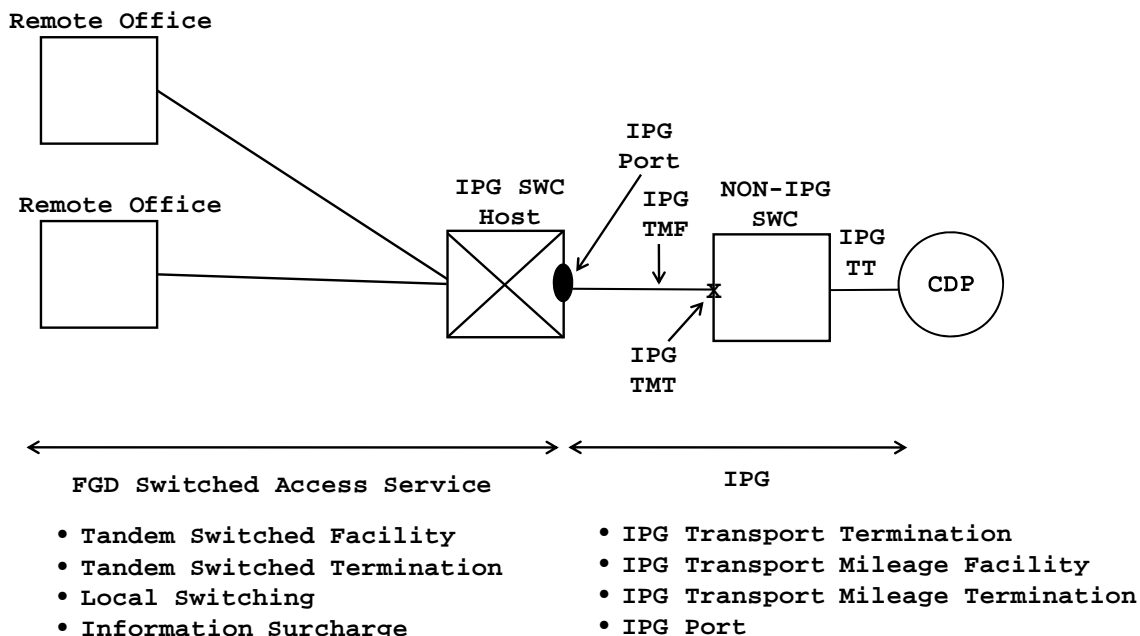 Remote Office
Remote Office
IPG SWC
Host
IPG
Port
IPG
TMF
NON-IPG
SWC
IPG
TT
CDP
IPG
TMT
FGD Switched Access Service
• Tandem Switched Facility
• Tandem Switched Termination
• Local Switching
• Information Surcharge
IPG
• IPG Transport Termination
• IPG Transport Mileage Facility
• IPG Transport Mileage Termination
• IPG Port